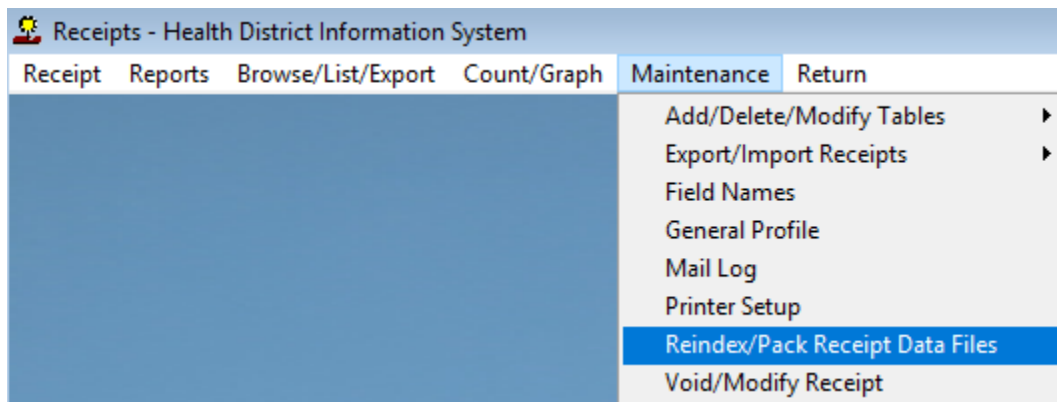 Receipts - Health District Information System
Receipt Reports Browse/List/Export Count/Graph Maintenance Return
Add/Delete/Modify Tables
Export/Import Receipts
Field Names
General Profile
Mail Log
Printer Setup
Reindex/Pack Receipt Data Files
Void/Modify Receipt